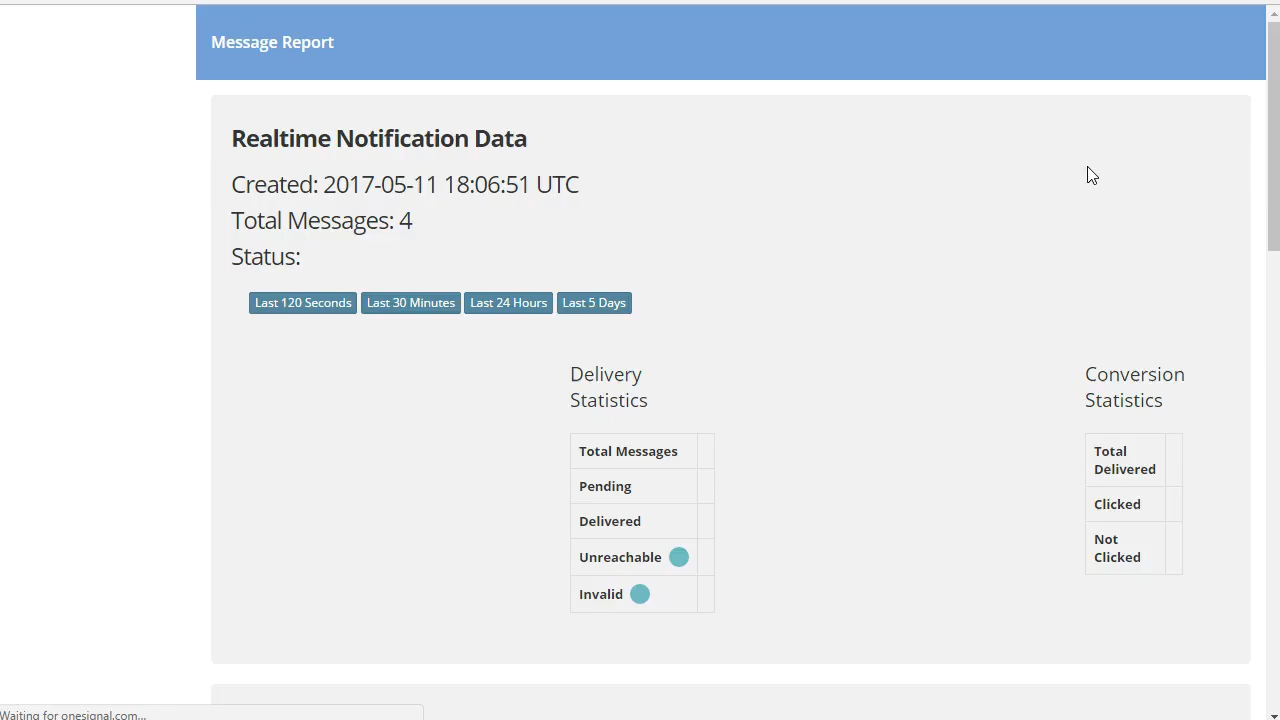 Message Report
Realtime Notification Data
Created: 2017-05-11 18:06:51 UTC
Total Messages: 4
Status:
Last 120 Seconds Last 30 Minutes Last 24 Hours Last 5 Days
Delivery
Statistics
Total Messages
Pending
Delivered
Unreachable
Invalid
Conversion
Statistics
Total
Delivered
Clicked
Not
Clicked
Waiting for onesignal.com...